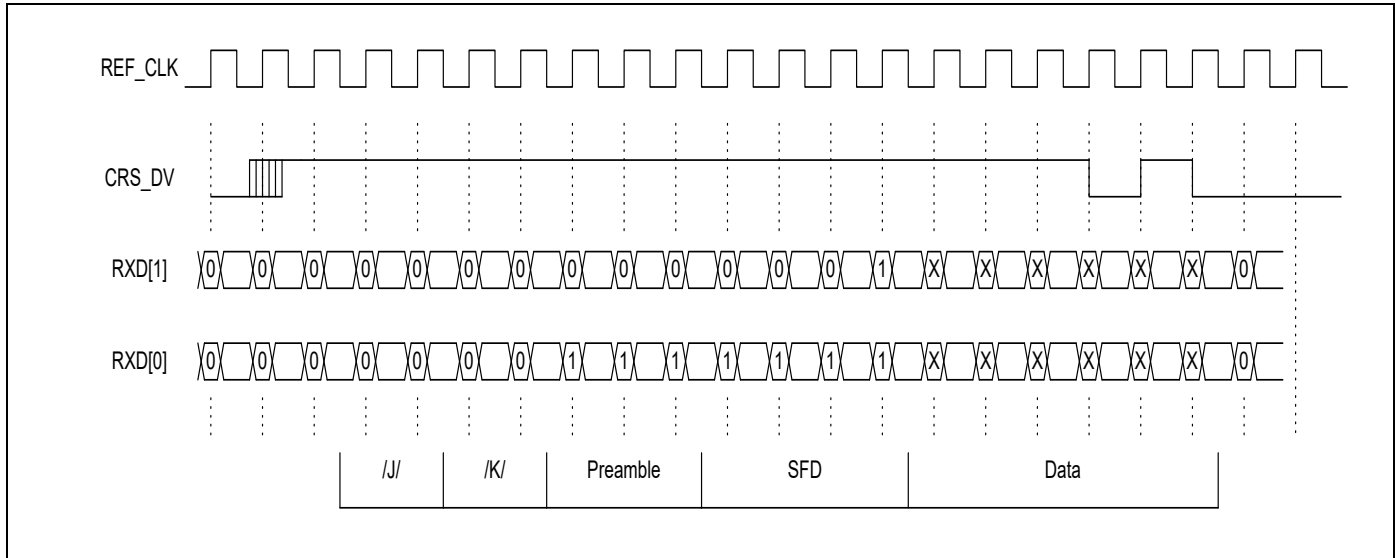 REF_CLK
CRS_DV
RXD[1] 0 0 0 0 0 0 0 0 0 0 0 0 0 1 X X X X X X 0
RXD[0] 0 0 0 0 0 0 0 1 1 1 1 1 1 1 X X X X X X 0
/J/ /K/ Preamble SFD Data